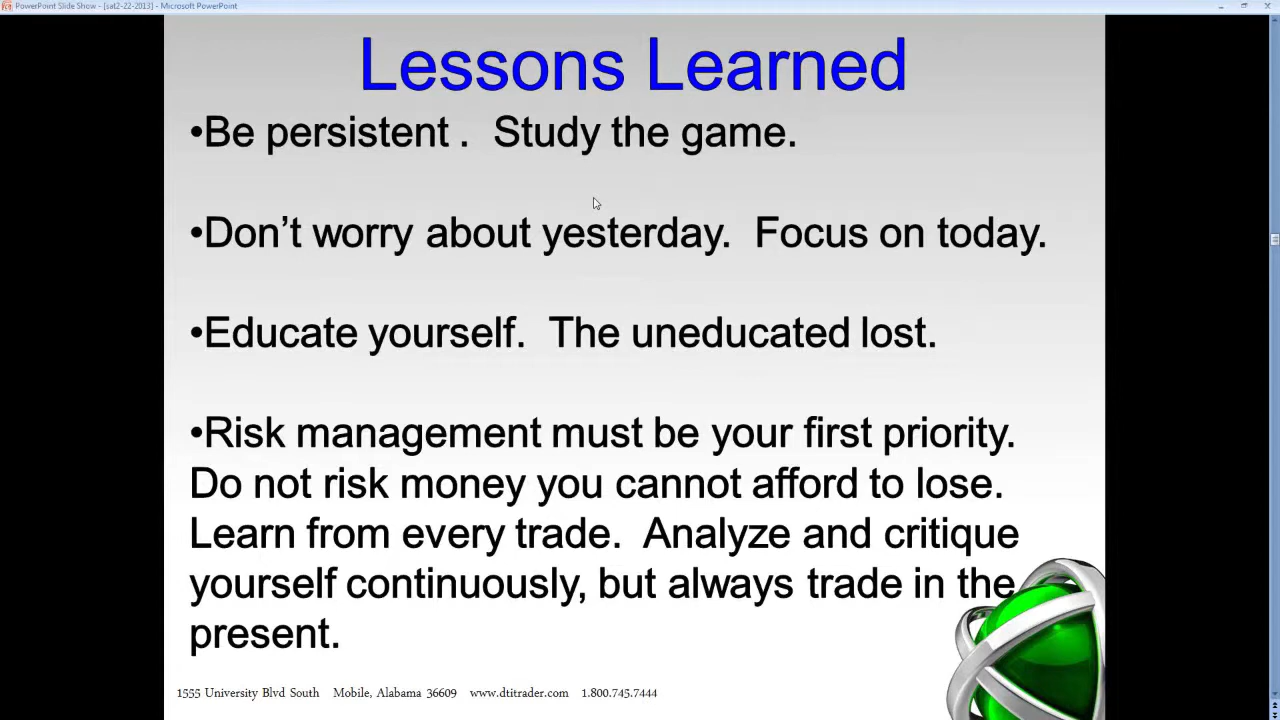 PowerPoint Slide Show - [sat2-22-2013] - Microsoft PowerPoint
Lessons Learned
•Be persistent . Study the game.
•Don’t worry about yesterday. Focus on today.
•Educate yourself. The uneducated lost.
•Risk management must be your first priority.
Do not risk money you cannot afford to lose.
Learn from every trade. Analyze and critique
yourself continuously, but always trade in the
present.
1555 University Blvd South Mobile, Alabama 36609 www.dtitrader.com 1.800.745.7444